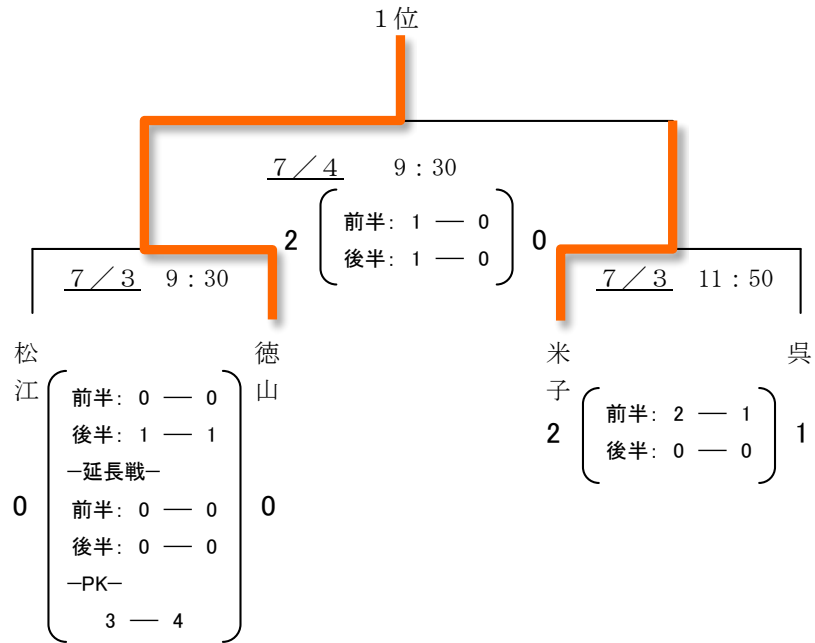 1位
7/4 9:30
2
前半: 1 — 0
後半: 1 — 0
0
7/3 9:30
7/3 11:50
松江
徳山
米子
呉
0
前半: 0 — 0
後半: 1 — 1
—延長戦—
前半: 0 — 0
後半: 0 — 0
—PK—
3 — 4
0
2
前半: 2 — 1
後半: 0 — 0
1